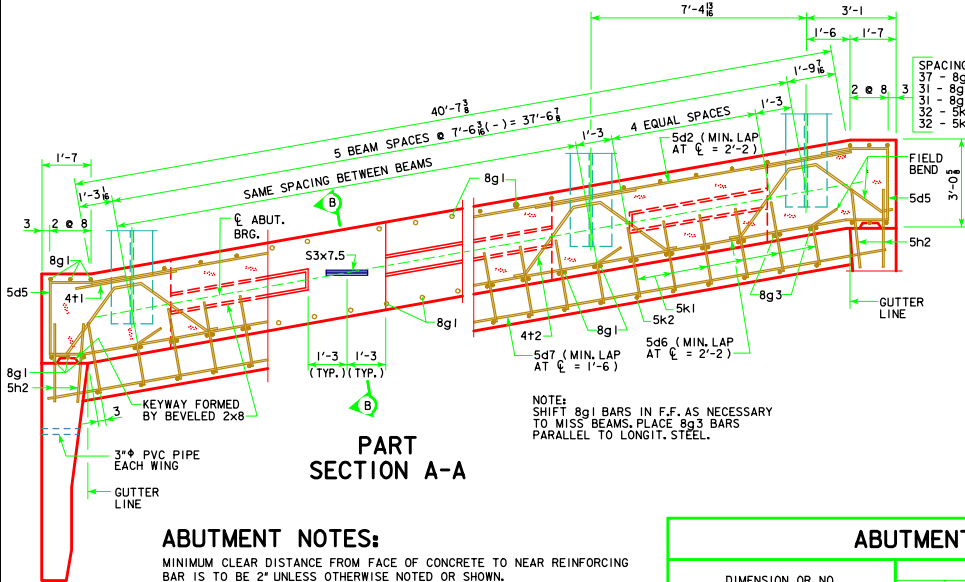 7'-4 13/16
3'-1
1'-6
1'-7
1'-9 7/16
2 @ 8
3
SPACING
37 - 8g
31 - 8g
31 - 8g
32 - 5k
32 - 5k
40'-7 3/8
5 BEAM SPACES @ 7'-6 3/16(-) = 37'-6 7/8
1'-3
4 EQUAL SPACES
1'-3
5d2 (MIN. LAP
AT ℄ = 2'-2)
SAME SPACING BETWEEN BEAMS
1'-7
1'-3 1/16
3
2 @ 8
8g1
B
℄ ABUT.
BRG.
S3x7.5
8g1
FIELD
BEND
3'-0 5/8
5d5
5h2
8g1
5d5
4t1
8g1
8g3
5k1
5k2
8g1
4t2
GUTTER
LINE
1'-3
1'-3
(TYP.)
(TYP.)
5d7 (MIN. LAP
AT ℄ = 1'-6)
5d6 (MIN. LAP
AT ℄ = 2'-2)
8g1
5h2
3
KEYWAY FORMED
BY BEVELED 2x8
B
NOTE:
SHIFT 8g1 BARS IN F.F. AS NECESSARY
TO MISS BEAMS. PLACE 8g3 BARS
PARALLEL TO LONGIT. STEEL.
PART
SECTION A-A
3"Φ PVC PIPE
EACH WING
GUTTER
LINE
ABUTMENT NOTES:
MINIMUM CLEAR DISTANCE FROM FACE OF CONCRETE TO NEAR REINFORCING
BAR IS TO BE 2" UNLESS OTHERWISE NOTED OR SHOWN.
ABUTMENT
DIMENSION OR NO.